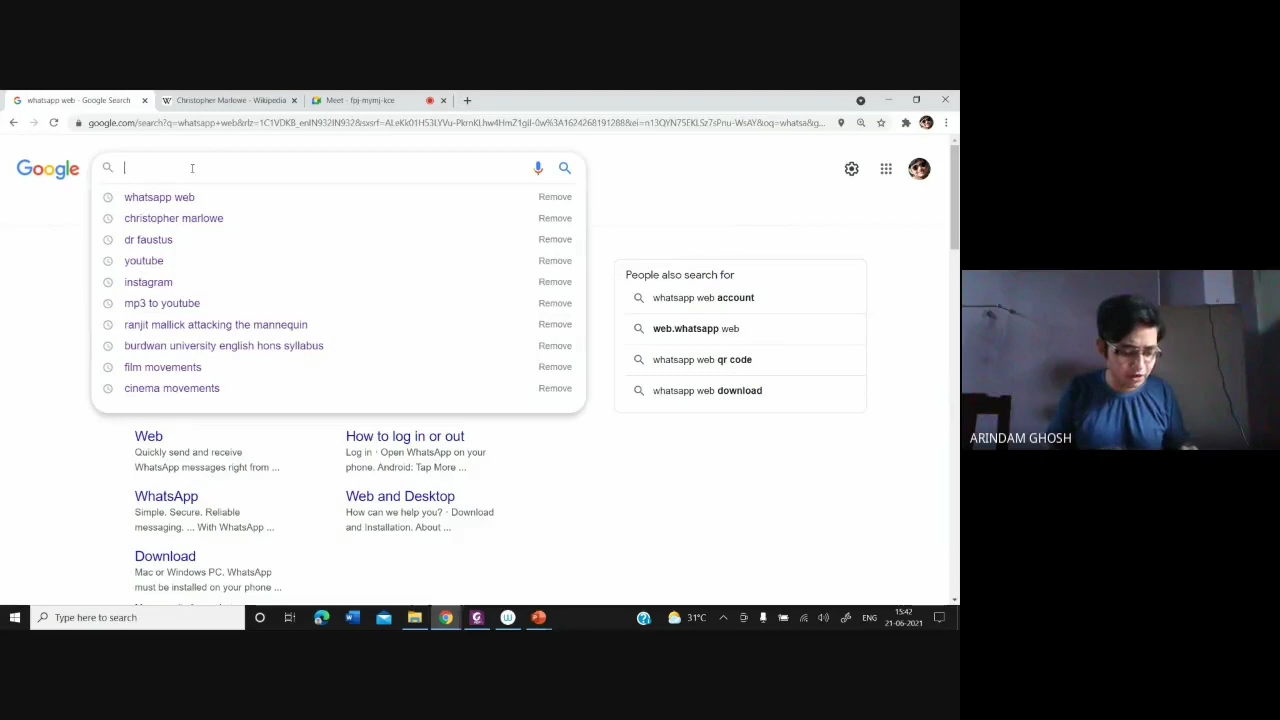 whatsapp web - Google Search
Christopher Marlowe - Wikipedia
Meet - fpj-mymj-kce
Google
whatsapp web Remove
christopher marlowe Remove
dr faustus Remove
youtube Remove
instagram Remove
mp3 to youtube Remove
ranjit mallick attacking the mannequin Remove
burdwan university english hons syllabus Remove
film movements Remove
cinema movements Remove
People also search for
whatsapp web account
web.whatsapp web
whatsapp web qr code
whatsapp web download
Web
Quickly send and receive
WhatsApp messages right from ...
How to log in or out
Log in · Open WhatsApp on your
phone. Android: Tap More ...
WhatsApp
Simple. Secure. Reliable
messaging. ... With WhatsApp ...
Web and Desktop
How can we help you? · Download
and Installation. About ...
Download
Mac or Windows PC. WhatsApp
must be installed on your phone ...
ARINDAM GHOSH
Type here to search
31°C
ENG
15:42
21-06-2021